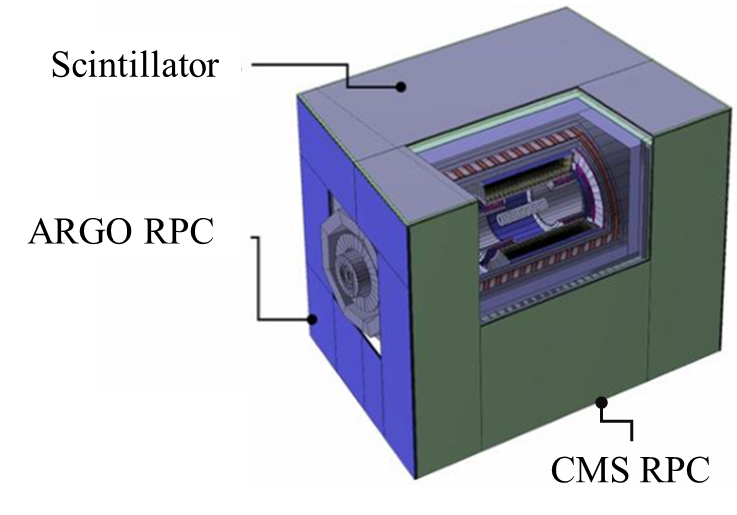 Scintillator
ARGO RPC
CMS RPC